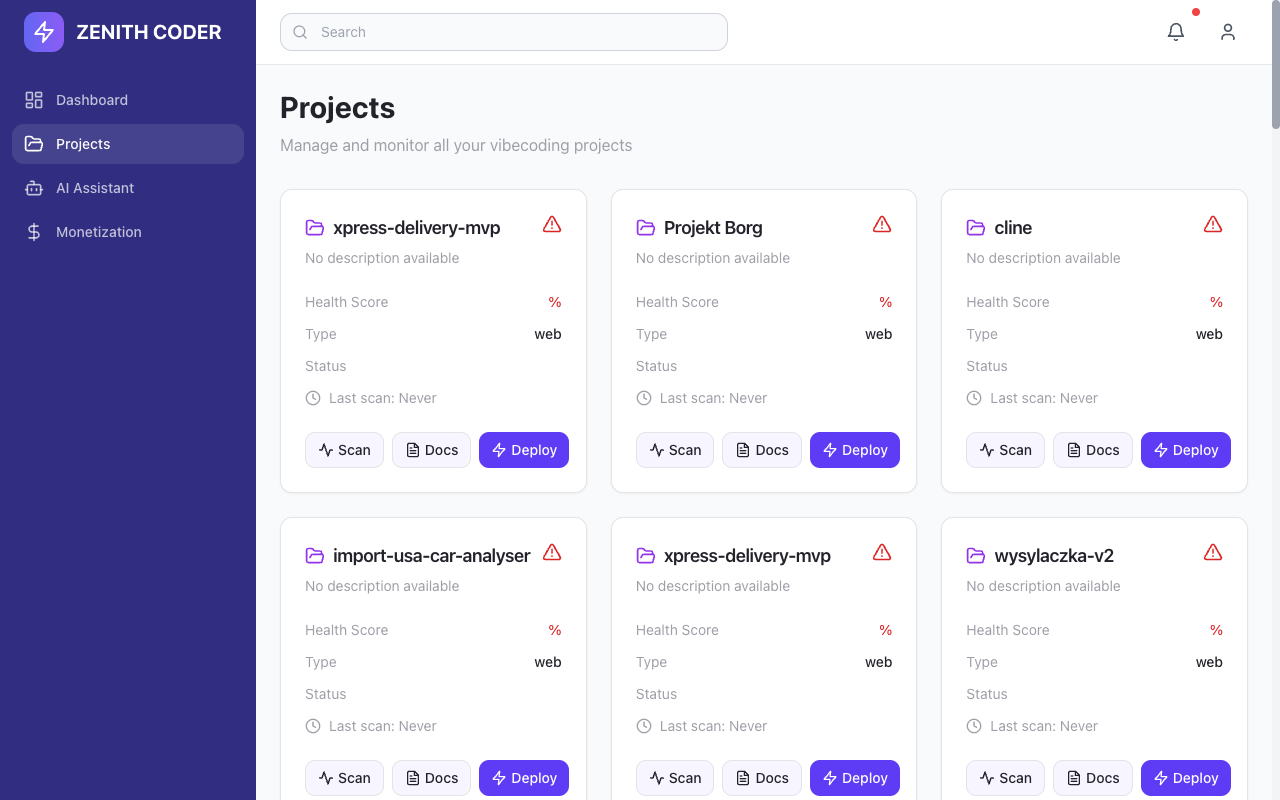 ZENITH CODER
Dashboard
Projects
AI Assistant
Monetization
Search
Projects
Manage and monitor all your vibecoding projects
xpress-delivery-mvp
No description available
Health Score %
Type web
Status
Last scan: Never
Scan Docs Deploy
Projekt Borg
No description available
Health Score %
Type web
Status
Last scan: Never
Scan Docs Deploy
cline
No description available
Health Score %
Type web
Status
Last scan: Never
Scan Docs Deploy
import-usa-car-analyser
No description available
Health Score %
Type web
Status
Last scan: Never
Scan Docs Deploy
xpress-delivery-mvp
No description available
Health Score %
Type web
Status
Last scan: Never
Scan Docs Deploy
wysylaczka-v2
No description available
Health Score %
Type web
Status
Last scan: Never
Scan Docs Deploy